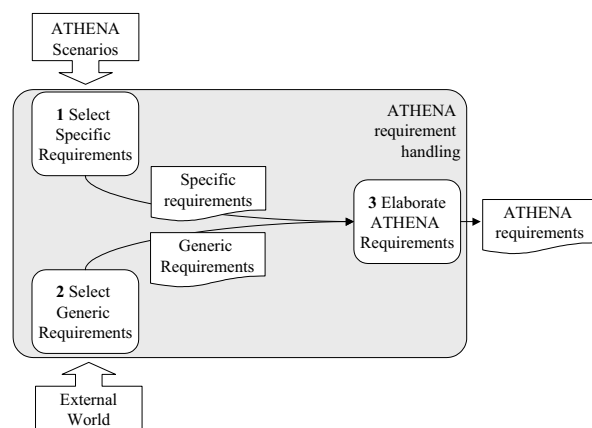 ATHENA
Scenarios
1 Select
Specific
Requirements
ATHENA
requirement
handling
Specific
requirements
3 Elaborate
ATHENA
Requirements
ATHENA
requirements
Generic
Requirements
2 Select
Generic
Requirements
External
World